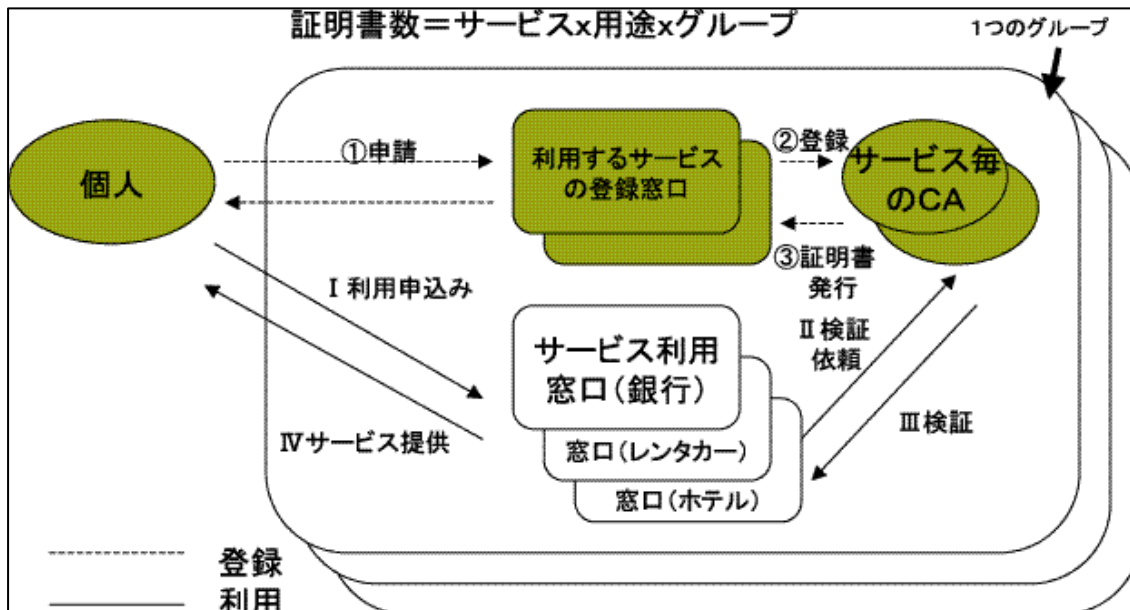 証明書数＝サービスx用途xグループ
1つのグループ
個人
①申請
利用するサービス
の登録窓口
②登録
サービス毎
のCA
③証明書
発行
Ⅰ利用申込み
サービス利用
窓口（銀行）
Ⅱ検証
依頼
Ⅲ検証
Ⅳサービス提供
窓口（レンタカー）
窓口（ホテル）
登録
利用